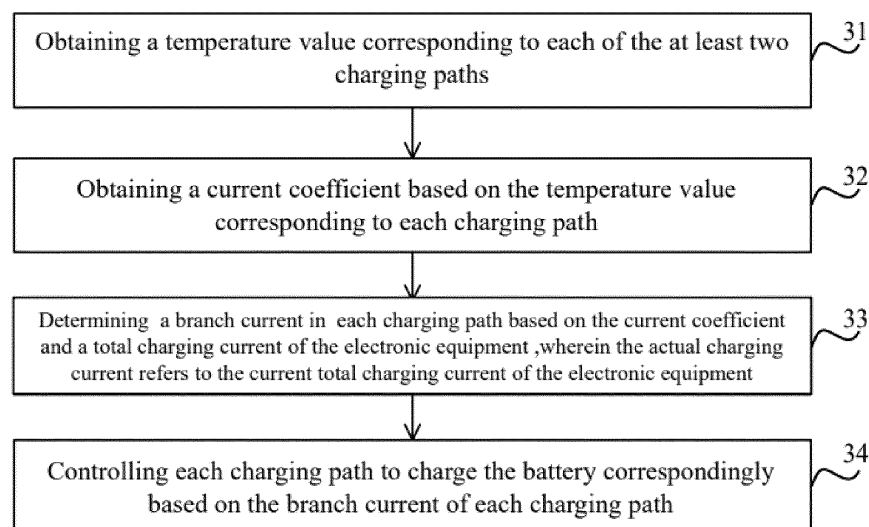 Obtaining a temperature value corresponding to each of the at least two
charging paths
31
Obtaining a current coefficient based on the temperature value
corresponding to each charging path
32
Determining a branch current in each charging path based on the current coefficient
and a total charging current of the electronic equipment ,wherein the actual charging
current refers to the current total charging current of the electronic equipment
33
Controlling each charging path to charge the battery correspondingly
based on the branch current of each charging path
34